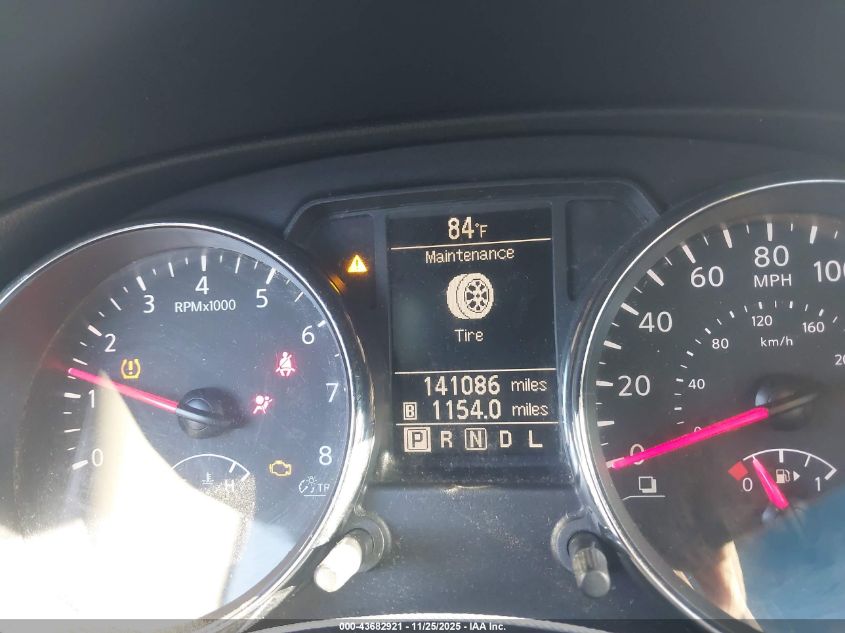 84°F
Maintenance
Tire
141086 miles
B 1154.0 miles
P R N D L
0 1 2 3 4 5 6 7 8
RPMx1000
H
0 20 40 60 80 100
MPH
40 80 120 160
km/h
0 1
000-43682921 - 11/25/2025 - IAA Inc.